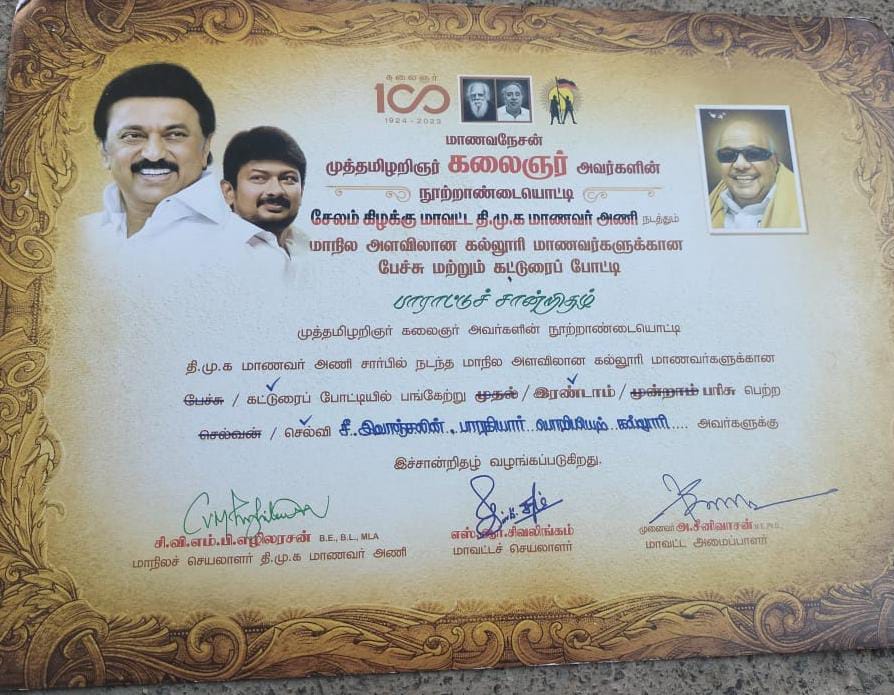 கலைஞர்
100
1924 - 2023
மாணவநேசன்
முத்தமிழறிஞர் கலைஞர் அவர்களின்
நூற்றாண்டையொட்டி
சேலம் கிழக்கு மாவட்ட தி.மு.க மாணவர் அணி நடத்தும்
மாநில அளவிலான கல்லூரி மாணவர்களுக்கான
பேச்சு மற்றும் கட்டுரைப் போட்டி
பாராட்டுச் சான்றிதழ்
முத்தமிழறிஞர் கலைஞர் அவர்களின் நூற்றாண்டையொட்டி
தி.மு.க மாணவர் அணி சார்பில் நடந்த மாநில அளவிலான கல்லூரி மாணவர்களுக்கான
பேச்சு / கட்டுரைப் போட்டியில் பங்கேற்று முதல் / இரண்டாம் / மூன்றாம் பரிசு பெற்ற
செல்வன் / செல்வி சீ. அவாஞ்சலின், பாரதியார் பொறியியல் கல்லூரி அவர்களுக்கு
இச்சான்றிதழ் வழங்கப்படுகிறது.
சி.வி.எம்.பி.எழிலரசன் B.E., B.L., MLA
மாநிலச் செயலாளர் தி.மு.க மாணவர் அணி
எஸ்.ஆர்.சிவலிங்கம்
மாவட்டச் செயலாளர்
முனைவர் அ.சீனிவாசன்
மாவட்ட அமைப்பாளர்